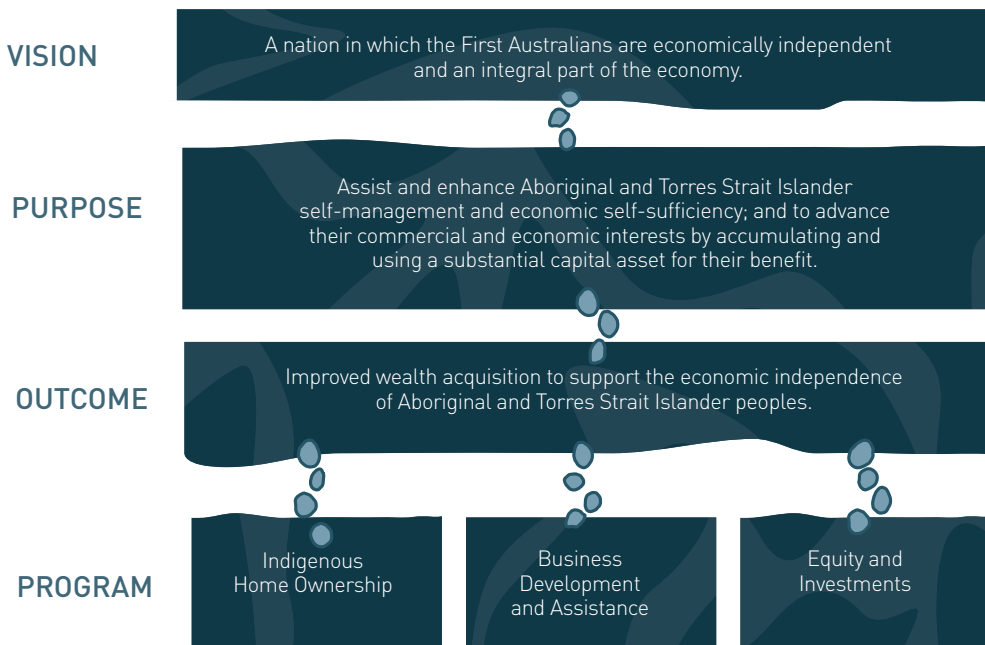 VISION
A nation in which the First Australians are economically independent
and an integral part of the economy.
PURPOSE
Assist and enhance Aboriginal and Torres Strait Islander
self-management and economic self-sufficiency; and to advance
their commercial and economic interests by accumulating and
using a substantial capital asset for their benefit.
OUTCOME
Improved wealth acquisition to support the economic independence
of Aboriginal and Torres Strait Islander peoples.
PROGRAM
Indigenous
Home Ownership
Business
Development
and Assistance
Equity and
Investments